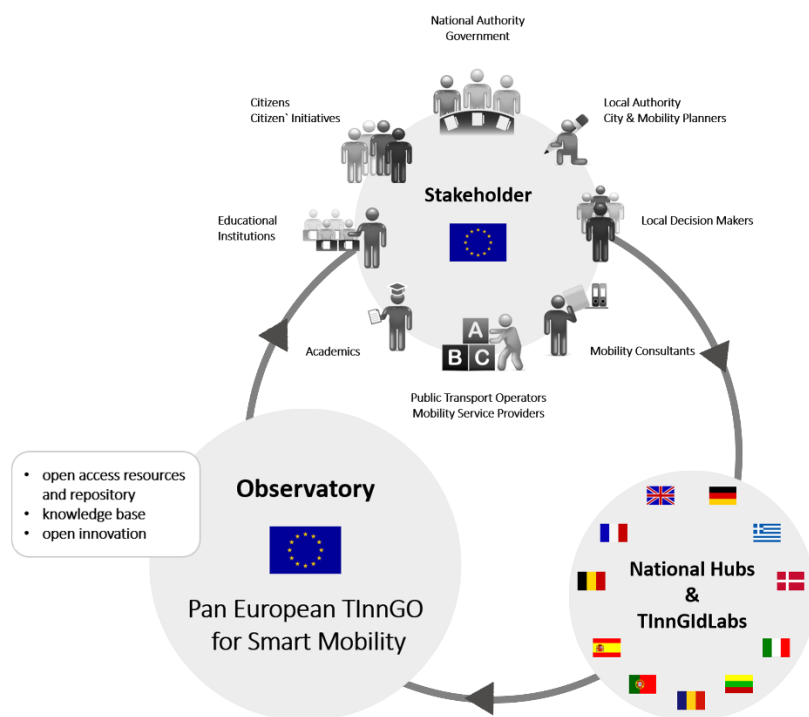 National Authority
Government
Citizens
Citizen` Initiatives
Local Authority
City & Mobility Planners
Stakeholder
Educational
Institutions
Local Decision Makers
Academics
A
B C
Mobility Consultants
Public Transport Operators
Mobility Service Providers
• open access resources
and repository
• knowledge base
• open innovation
Observatory
Pan European TInnGO
for Smart Mobility
National Hubs
&
TInnGIdLabs